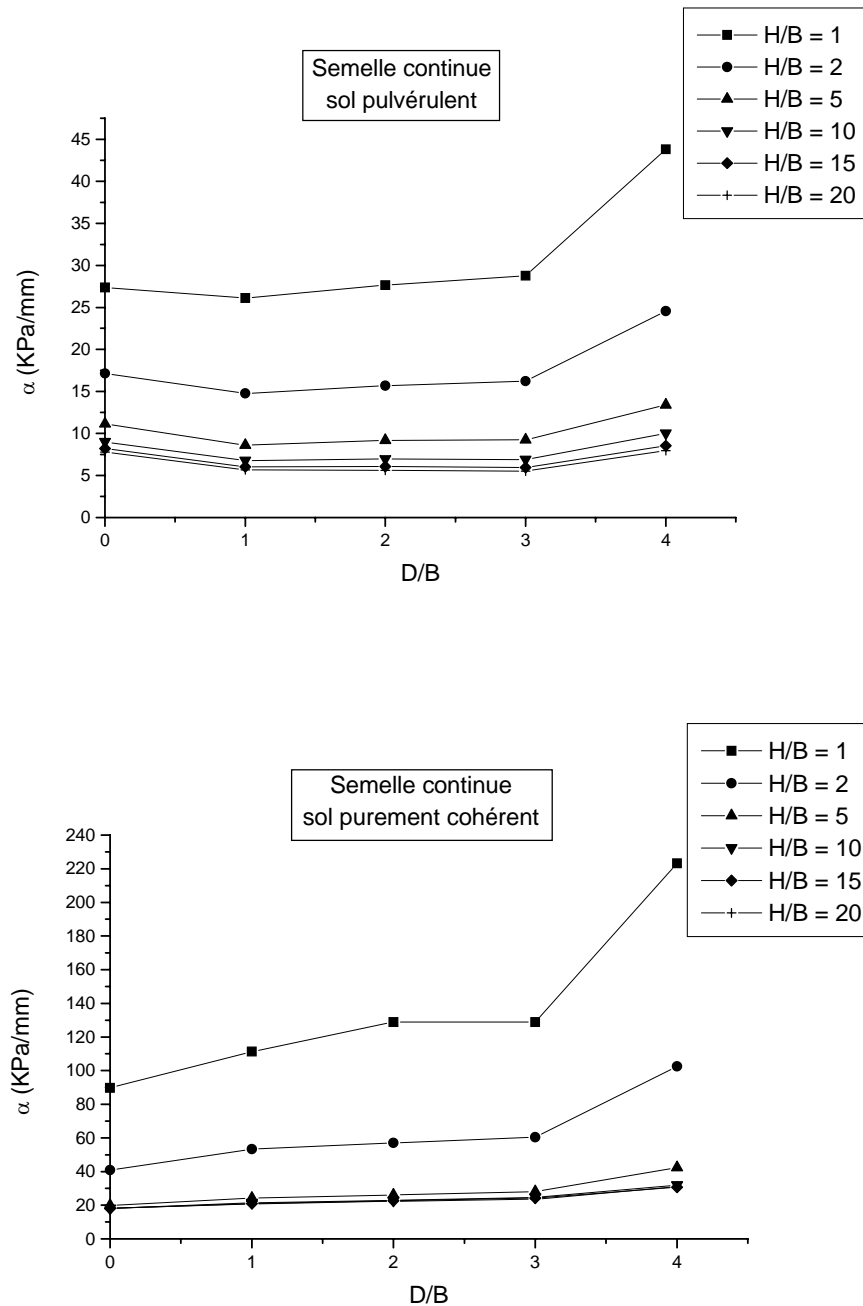 H/B = 1
H/B = 2
H/B = 5
H/B = 10
H/B = 15
H/B = 20
Semelle continue
sol pulvérulent
45
40
35
30
25
20
15
10
5
0
α (KPa/mm)
0 1 2 3 4
D/B
H/B = 1
H/B = 2
H/B = 5
H/B = 10
H/B = 15
H/B = 20
Semelle continue
sol purement cohérent
240
220
200
180
160
140
120
100
80
60
40
20
0
α (KPa/mm)
0 1 2 3 4
D/B